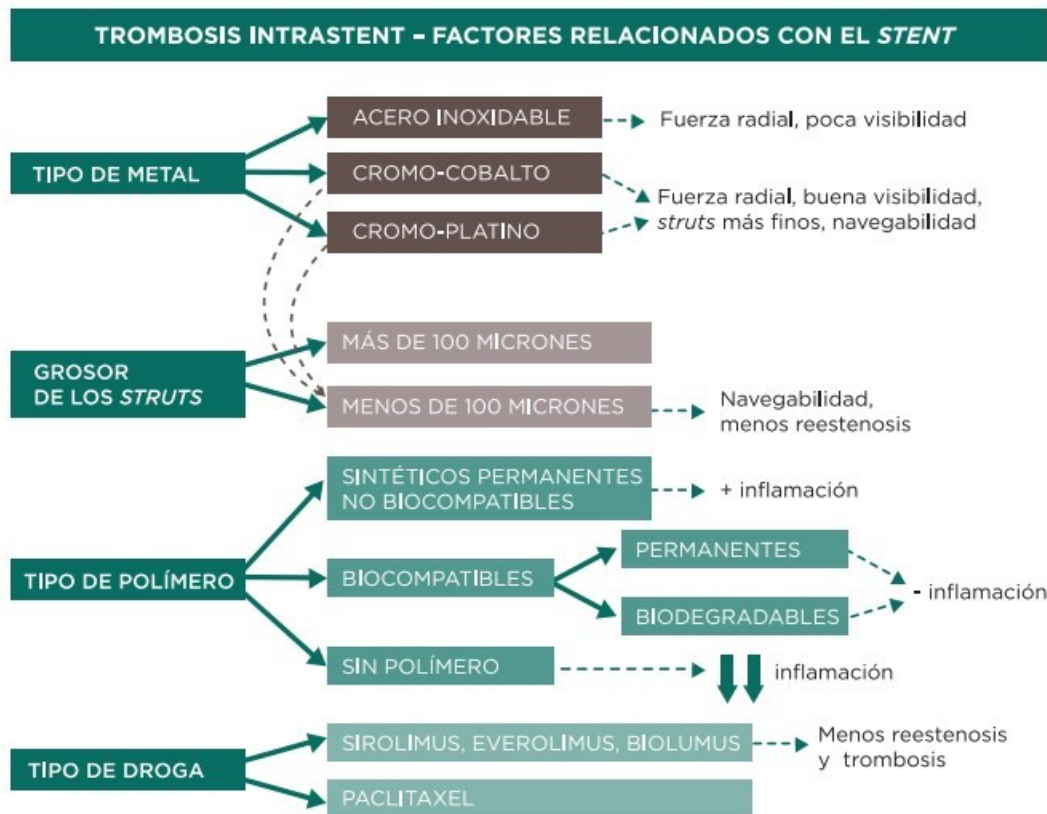 TROMBOSIS INTRASTENT – FACTORES RELACIONADOS CON EL STENT
TIPO DE METAL
ACERO INOXIDABLE
Fuerza radial, poca visibilidad
CROMO-COBALTO
CROMO-PLATINO
Fuerza radial, buena visibilidad,
struts más finos, navegabilidad
GROSOR
DE LOS STRUTS
MÁS DE 100 MICRONES
MENOS DE 100 MICRONES
Navegabilidad,
menos reestenosis
TIPO DE POLÍMERO
SINTÉTICOS PERMANENTES
NO BIOCOMPATIBLES
+ inflamación
BIOCOMPATIBLES
PERMANENTES
BIODEGRADABLES
- inflamación
SIN POLÍMERO
inflamación
TIPO DE DROGA
SIROLIMUS, EVEROLIMUS, BIOLUMUS
Menos reestenosis
y trombosis
PACLITAXEL